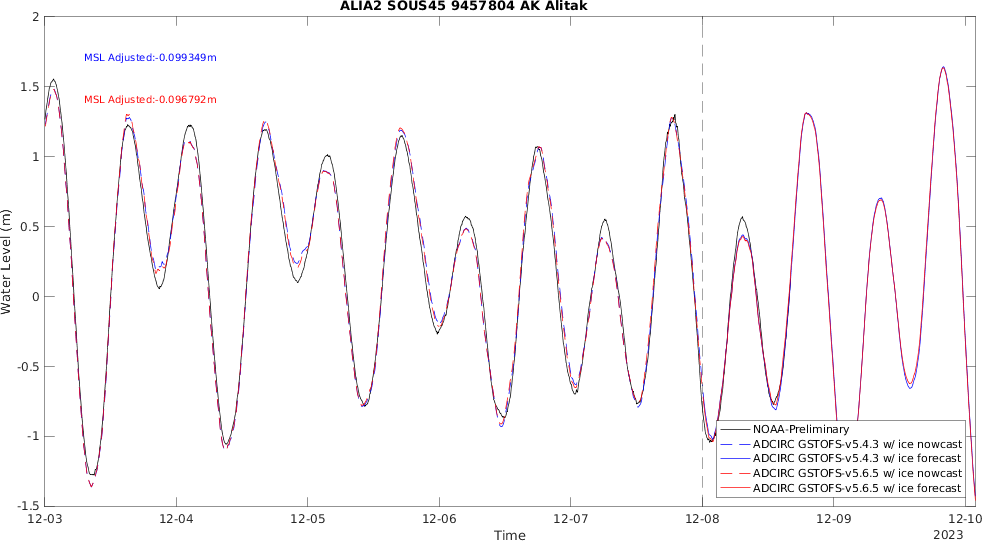 ALIA2 SOUS45 9457804 AK Alitak
2
1.5
1
0.5
0
-0.5
-1
-1.5
Water Level (m)
MSL Adjusted:-0.099349m
MSL Adjusted:-0.096792m
NOAA-Preliminary
ADCIRC GSTOFS-v5.4.3 w/ ice nowcast
ADCIRC GSTOFS-v5.4.3 w/ ice forecast
ADCIRC GSTOFS-v5.6.5 w/ ice nowcast
ADCIRC GSTOFS-v5.6.5 w/ ice forecast
12-03 12-04 12-05 12-06 12-07 12-08 12-09 12-10
Time
2023